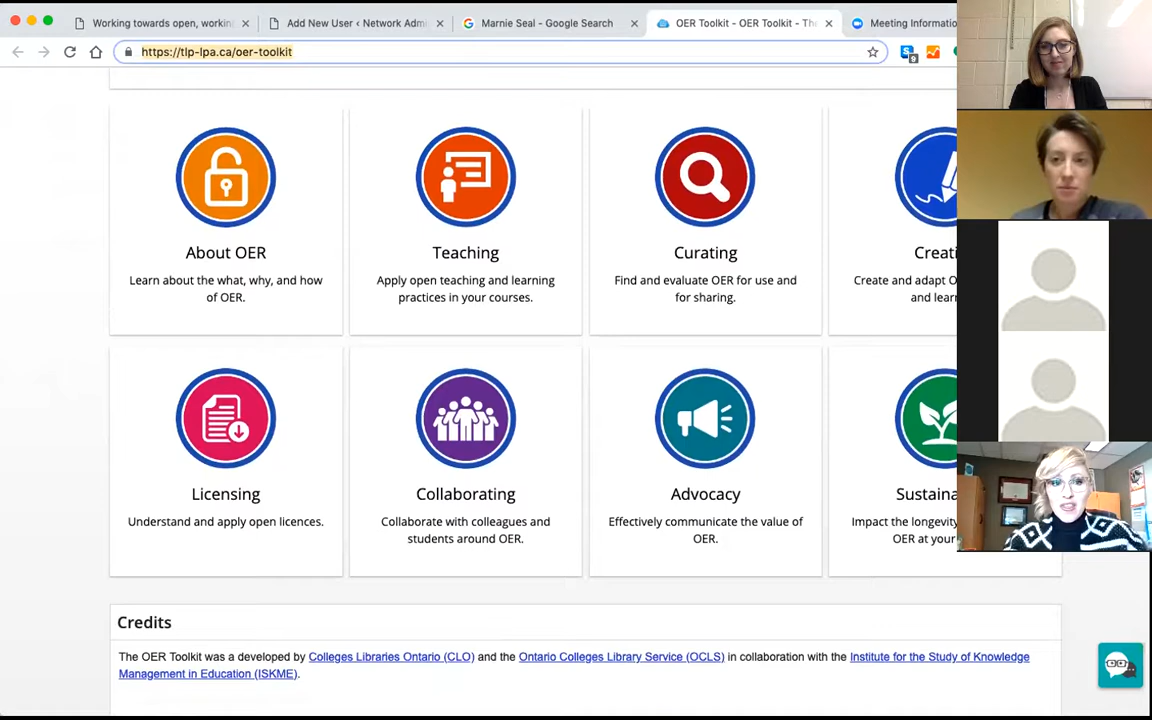 Working towards open, workin
Add New User ‹ Network Admi
Marnie Seal - Google Search
OER Toolkit - OER Toolkit - Th
Meeting Informatio
https://tlp-lpa.ca/oer-toolkit
9
About OER
Learn about the what, why, and how
of OER.
Teaching
Apply open teaching and learning
practices in your courses.
Curating
Find and evaluate OER for use and
for sharing.
Creati
Create and adapt O
and learn
Licensing
Understand and apply open licences.
Collaborating
Collaborate with colleagues and
students around OER.
Advocacy
Effectively communicate the value of
OER.
Sustaina
Impact the longevity
OER at your
Credits
The OER Toolkit was a developed by Colleges Libraries Ontario (CLO) and the Ontario Colleges Library Service (OCLS) in collaboration with the Institute for the Study of Knowledge
Management in Education (ISKME).